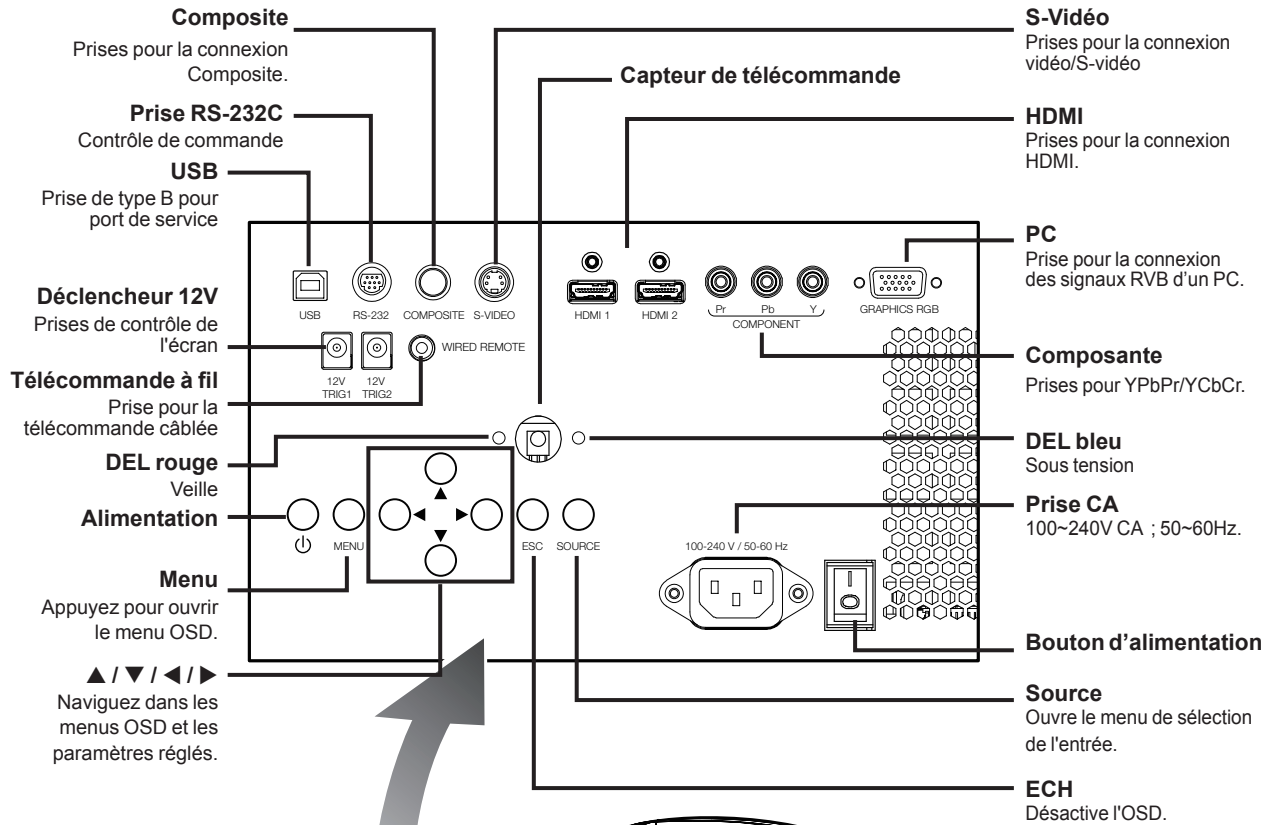 Composite
Prises pour la connexion
Composite.
Prise RS-232C
Contrôle de commande
USB
Prise de type B pour
port de service
Déclencheur 12V
Prises de contrôle de
l'écran
Télécommande à fil
Prise pour la
télécommande câblée
DEL rouge
Veille
Alimentation
Menu
Appuyez pour ouvrir
le menu OSD.
▲ / ▼ / ◀ / ▶
Naviguez dans les
menus OSD et les
paramètres réglés.
Capteur de télécommande
S-Vidéo
Prises pour la connexion
vidéo/S-vidéo
HDMI
Prises pour la connexion
HDMI.
PC
Prise pour la connexion
des signaux RVB d’un PC.
Composante
Prises pour YPbPr/YCbCr.
DEL bleu
Sous tension
Prise CA
100~240V CA ; 50~60Hz.
Bouton d’alimentation
Source
Ouvre le menu de sélection
de l'entrée.
ECH
Désactive l'OSD.
USB
RS-232
COMPOSITE
S-VIDEO
HDMI 1
HDMI 2
Pr
Pb
Y
COMPONENT
GRAPHICS RGB
12V
TRIG1
12V
TRIG2
WIRED REMOTE
MENU
ESC
SOURCE
100-240 V / 50-60 Hz